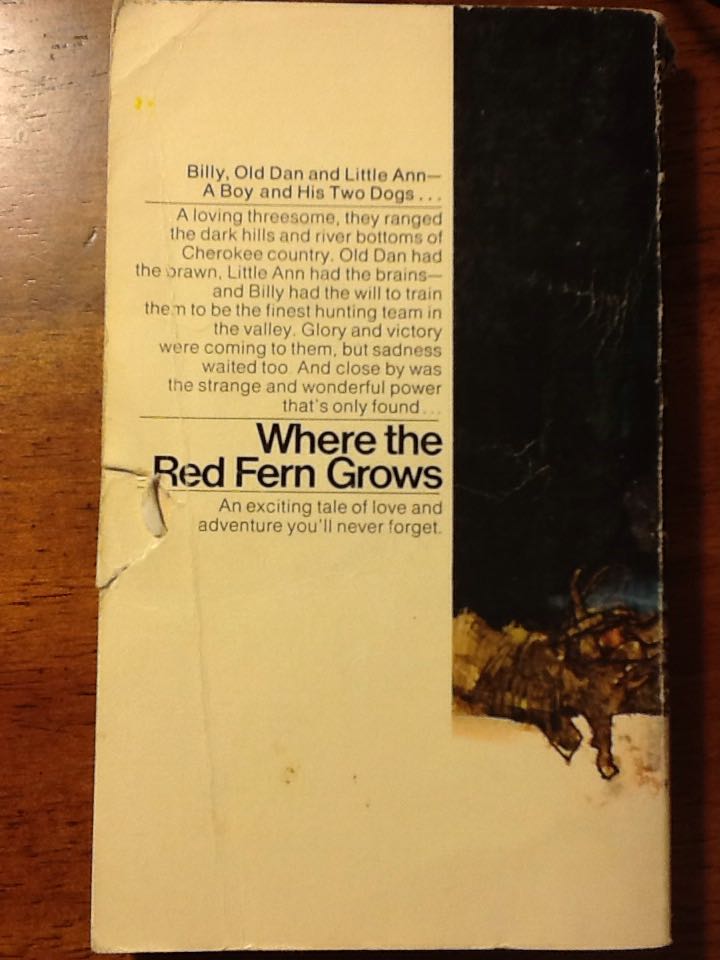 Billy, Old Dan and Little Ann—
A Boy and His Two Dogs...
A loving threesome, they ranged
the dark hills and river bottoms of
Cherokee country. Old Dan had
the brawn, Little Ann had the brains—
and Billy had the will to train
them to be the finest hunting team in
the valley. Glory and victory
were coming to them, but sadness
waited too. And close by was
the strange and wonderful power
that's only found...
Where the
Red Fern Grows
An exciting tale of love and
adventure you'll never forget.